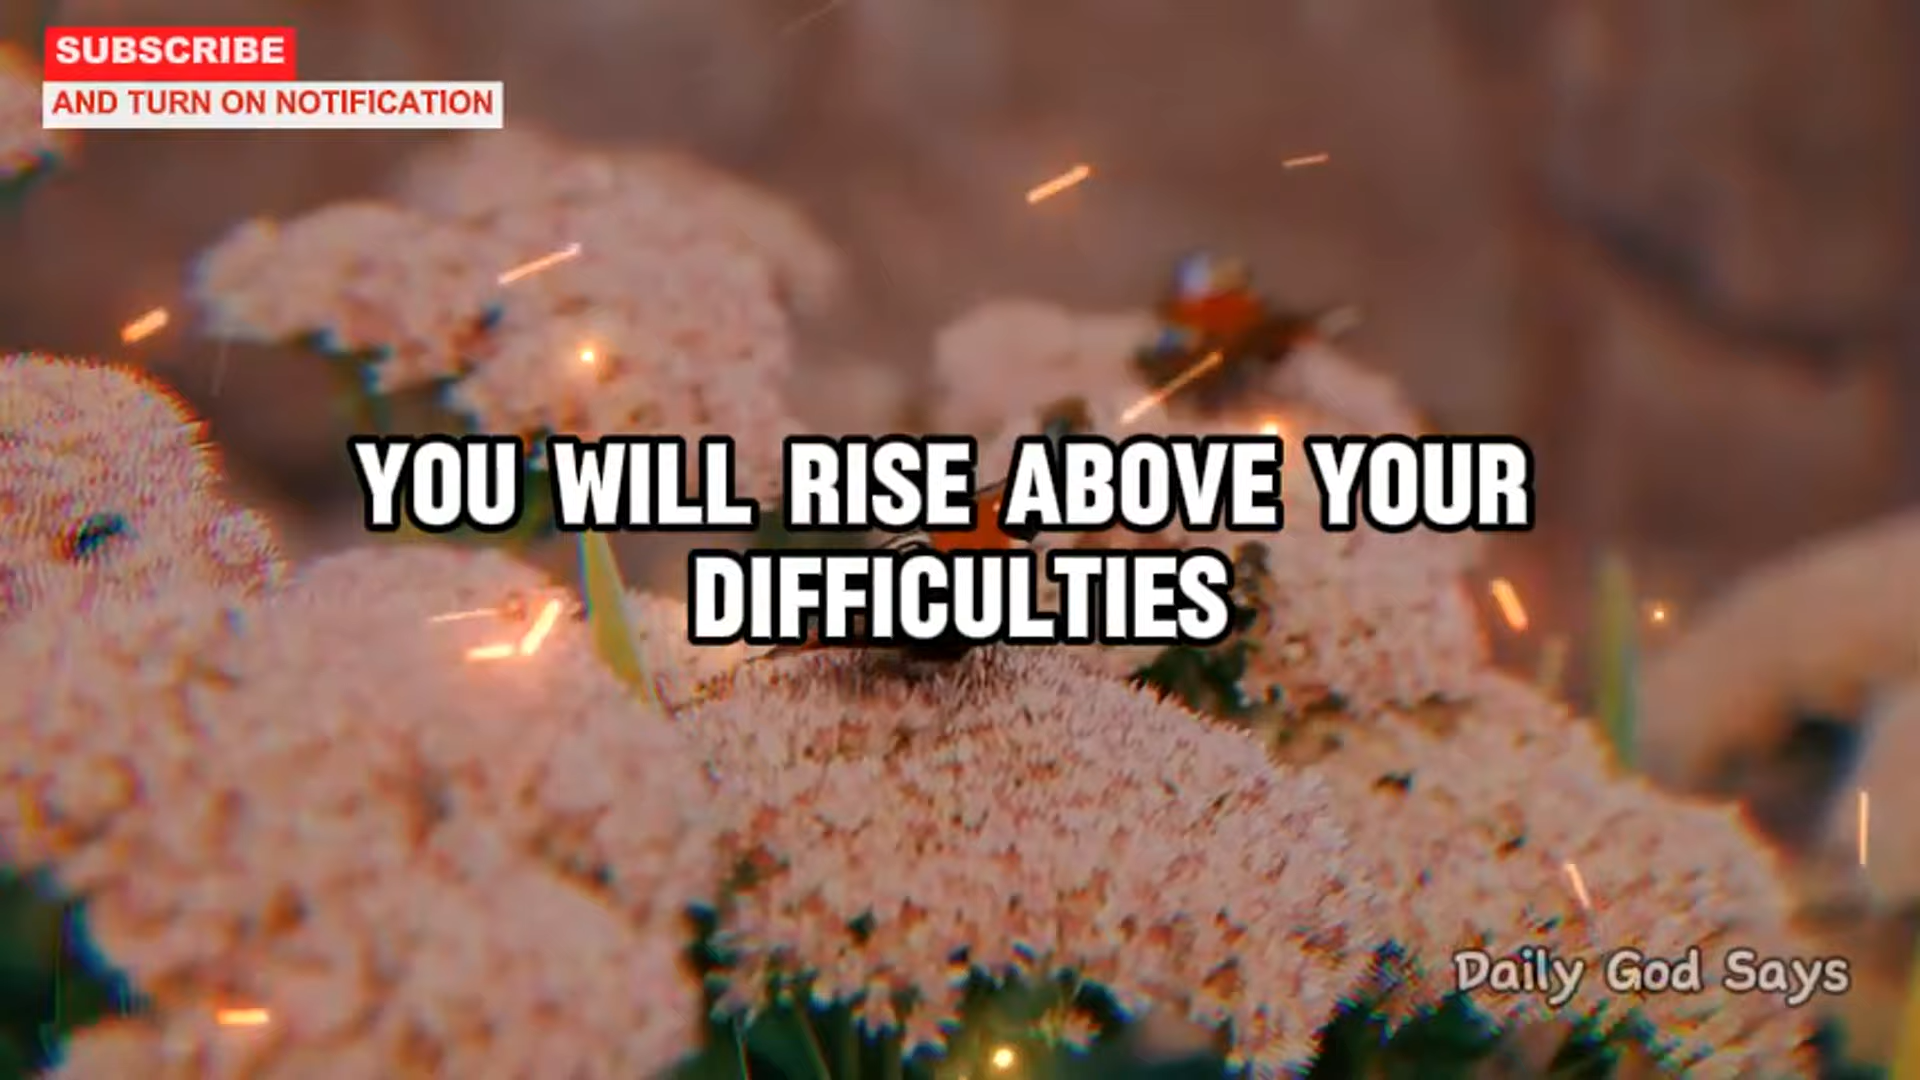 SUBSCRIBE
AND TURN ON NOTIFICATION
YOU WILL RISE ABOVE YOUR
DIFFICULTIES
Daily God Says